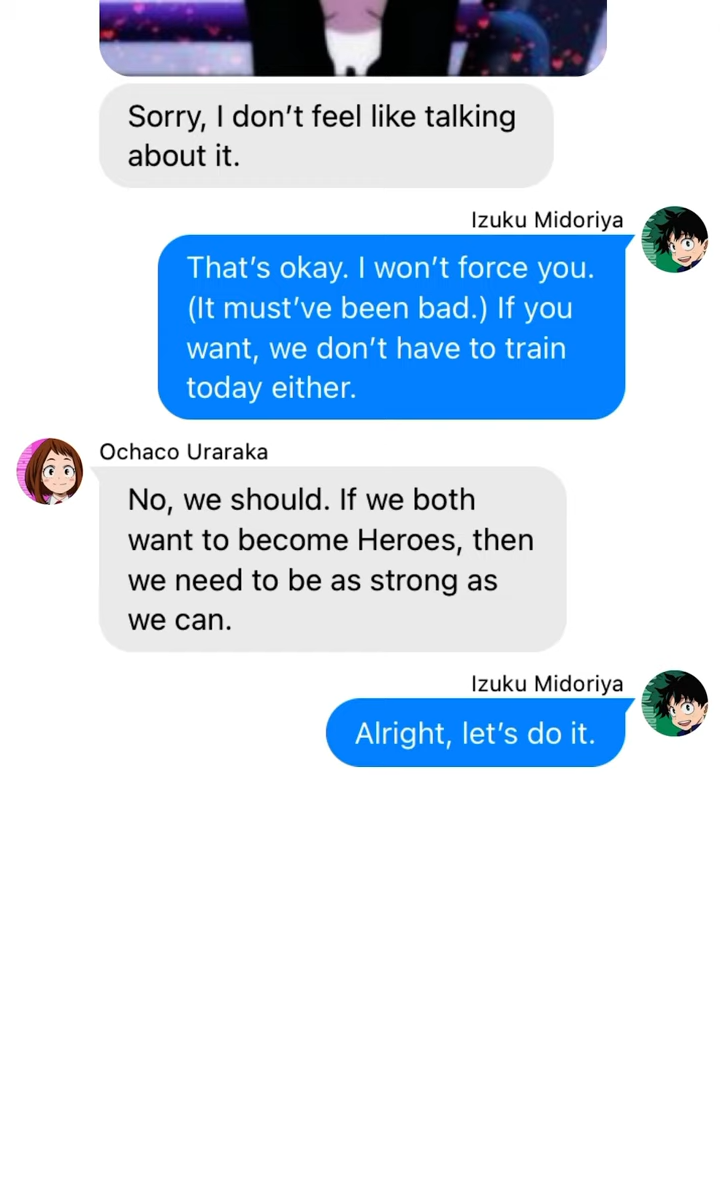 Sorry, I don’t feel like talking
about it.
Izuku Midoriya
That’s okay. I won’t force you.
(It must’ve been bad.) If you
want, we don’t have to train
today either.
Ochaco Uraraka
No, we should. If we both
want to become Heroes, then
we need to be as strong as
we can.
Izuku Midoriya
Alright, let’s do it.